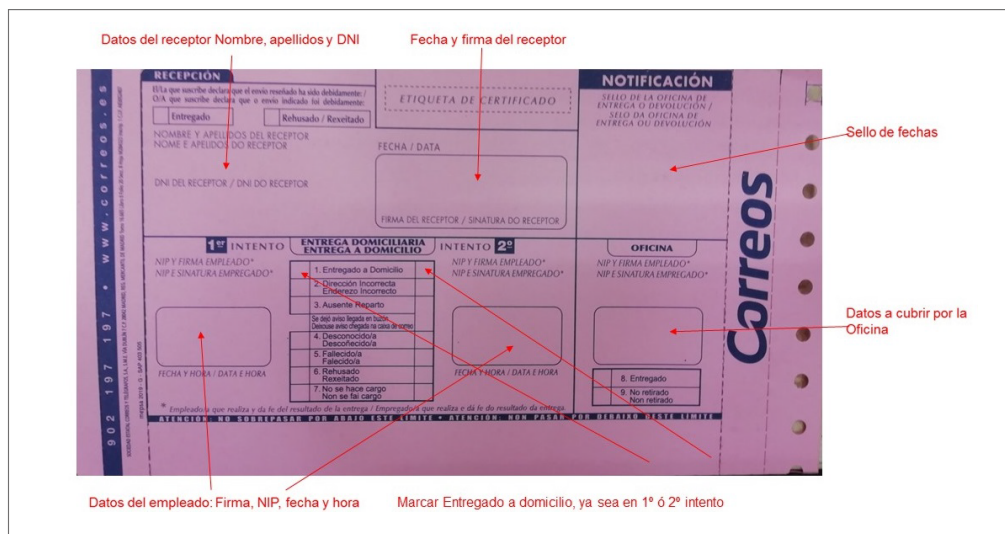 Datos del receptor Nombre, apellidos y DNI
Fecha y firma del receptor
RECEPCIÓN
El/La que suscribe declara que el envío reseñado ha sido debidamente: /
O/A que suscribe declara que o envío indicado foi debidamente:
Entregado
Rehusado / Rexeitado
NOMBRE Y APELLIDOS DEL RECEPTOR
NOME E APELIDOS DO RECEPTOR
DNI DEL RECEPTOR / DNI DO RECEPTOR
ETIQUETA DE CERTIFICADO
FECHA / DATA
FIRMA DEL RECEPTOR / SINATURA DO RECEPTOR
NOTIFICACIÓN
SELLO DE LA OFICINA DE
ENTREGA O DEVOLUCIÓN /
SELO DA OFICINA DE
ENTREGA OU DEVOLUCIÓN
Sello de fechas
Correos
902 197 197 • www.correos.es
1er INTENTO
ENTREGA DOMICILIARIA
ENTREGA A DOMICILIO
INTENTO 2º
OFICINA
NIP Y FIRMA EMPLEADO*
NIP E SINATURA EMPREGADO*
FECHA Y HORA / DATA E HORA
1. Entregado a Domicilio
2. Dirección Incorrecta
Enderezo Incorrecto
3. Ausente Reparto
Se dejó aviso llegada en buzón
Deixouse aviso chegada na caixa de correo
4. Desconocido/a
Descoñecido/a
5. Fallecido/a
Falecido/a
6. Rehusado
Rexeitado
7. No se hace cargo
Non se fai cargo
NIP Y FIRMA EMPLEADO*
NIP E SINATURA EMPREGADO*
FECHA Y HORA / DATA E HORA
NIP Y FIRMA EMPLEADO*
NIP E SINATURA EMPREGADO*
8. Entregado
9. No retirado
Non retirado
Datos a cubrir por la
Oficina
* Empleado/a que realiza y da fe del resultado de la entrega / Empregado/a que realiza e dá fe do resultado da entrega
ATENCIÓN: NO SOBREPASAR POR ABAJO ESTE LÍMITE • ATENCIÓN: NON PASAR POR DEBAIXO DESTE LÍMITE
Datos del empleado: Firma, NIP, fecha y hora
Marcar Entregado a domicilio, ya sea en 1º ó 2º intento